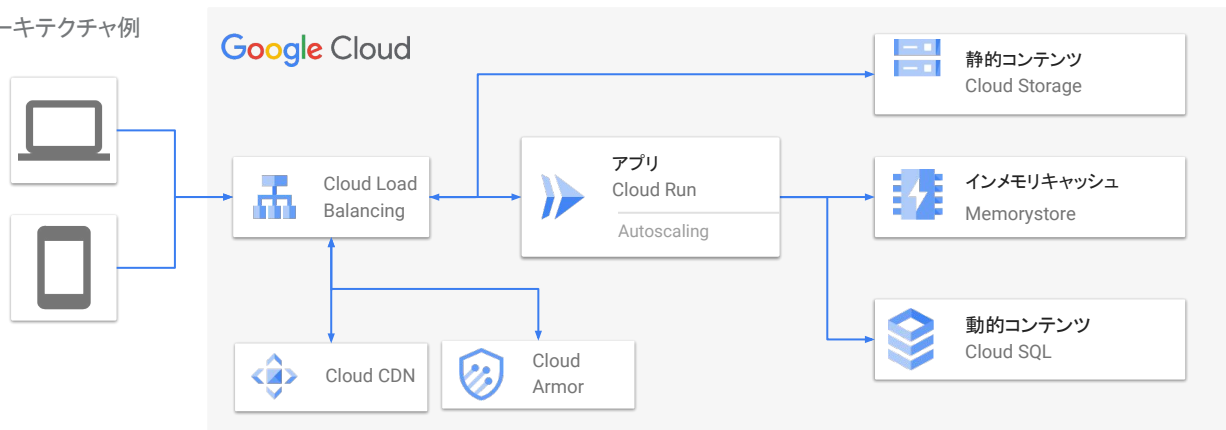 ーキテクチャ例
Google Cloud
静的コンテンツ
Cloud Storage
アプリ
Cloud Run
Autoscaling
Cloud Load
Balancing
インメモリキャッシュ
Memorystore
動的コンテンツ
Cloud SQL
Cloud CDN
Cloud
Armor